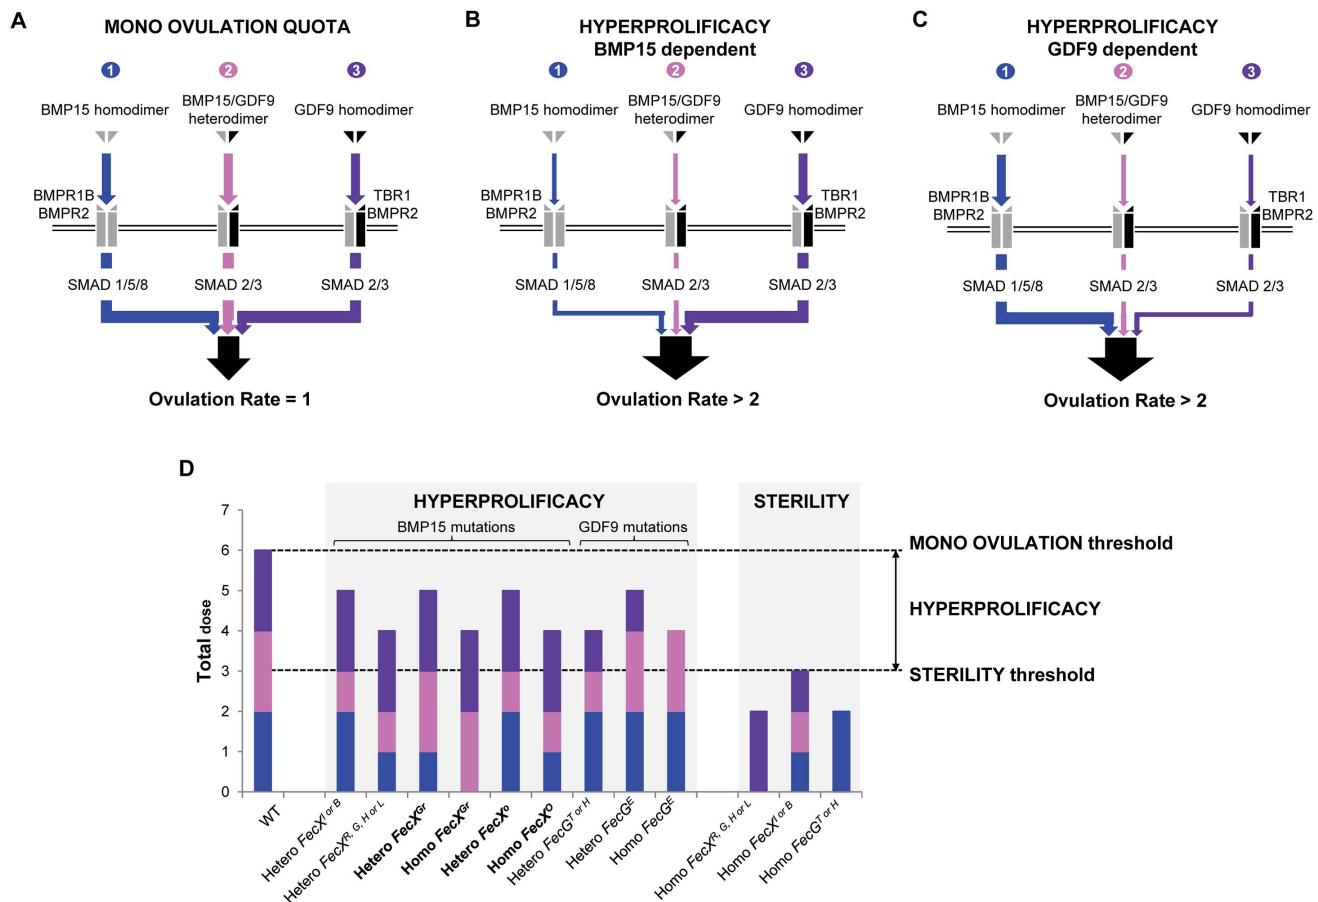 A
MONO OVULATION QUOTA
1
2
3
BMP15 homodimer
BMP15/GDF9
heterodimer
GDF9 homodimer
BMPR1B
BMPR2
TBR1
BMPR2
SMAD 1/5/8
SMAD 2/3
SMAD 2/3
Ovulation Rate = 1
B
HYPERPROLIFICACY
BMP15 dependent
1
2
3
BMP15 homodimer
BMP15/GDF9
heterodimer
GDF9 homodimer
BMPR1B
BMPR2
TBR1
BMPR2
SMAD 1/5/8
SMAD 2/3
SMAD 2/3
Ovulation Rate > 2
C
HYPERPROLIFICACY
GDF9 dependent
1
2
3
BMP15 homodimer
BMP15/GDF9
heterodimer
GDF9 homodimer
BMPR1B
BMPR2
TBR1
BMPR2
SMAD 1/5/8
SMAD 2/3
SMAD 2/3
Ovulation Rate > 2
D
HYPERPROLIFICACY
BMP15 mutations
GDF9 mutations
STERILITY
Total dose
7
6
5
4
3
2
1
0
MONO OVULATION threshold
HYPERPROLIFICACY
STERILITY threshold
WT
Hetero FecX^I or B
Hetero FecX^R, G, H or L
Hetero FecX^Gr
Homo FecX^Gr
Hetero FecX^o
Homo FecX^O
Hetero FecG^T or H
Hetero FecG^E
Homo FecG^E
Homo FecX^R, G, H or L
Homo FecX^I or B
Homo FecG^T or H